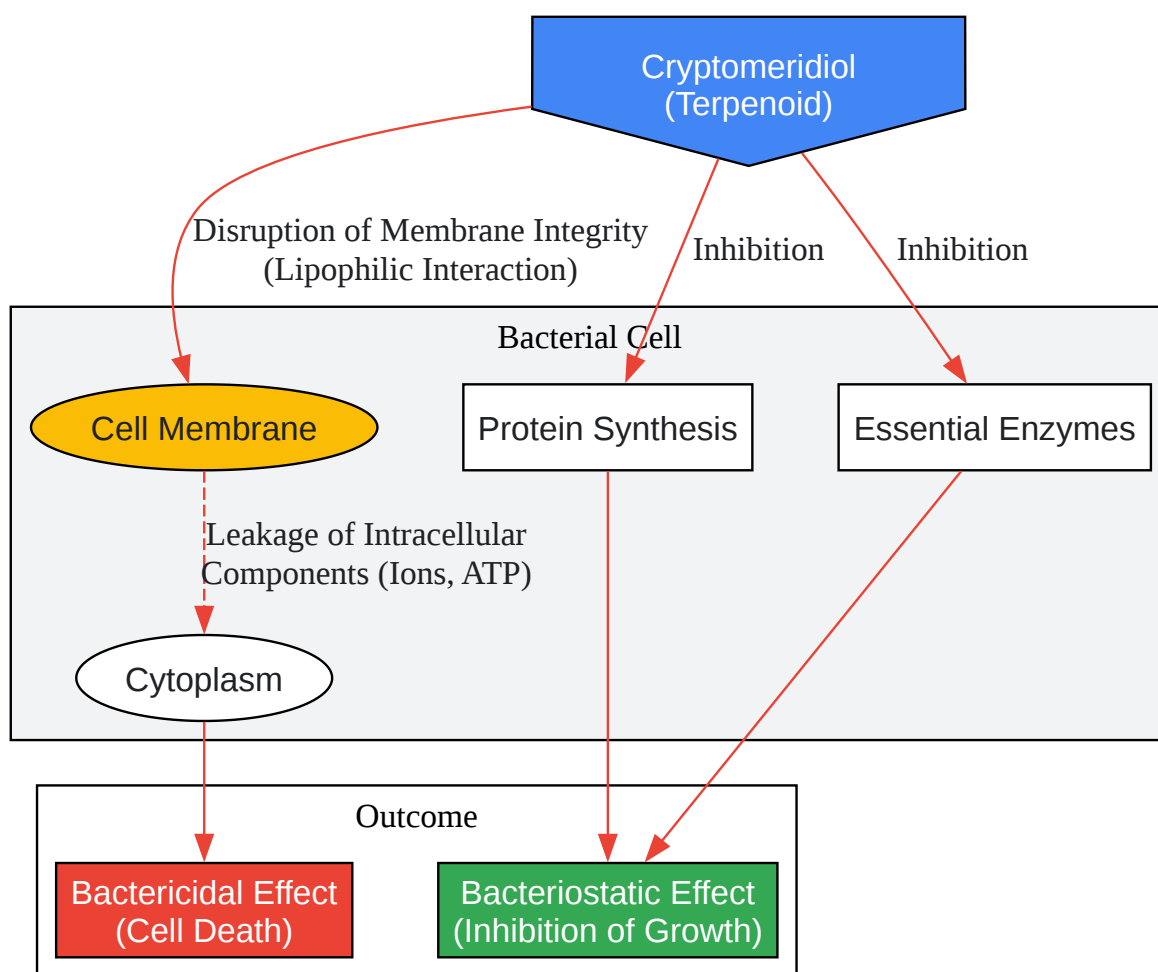 Cryptomeridiol
(Terpenoid)
Disruption of Membrane Integrity
(Lipophilic Interaction)
Inhibition
Inhibition
Bacterial Cell
Cell Membrane
Protein Synthesis
Essential Enzymes
Leakage of Intracellular
Components (Ions, ATP)
Cytoplasm
Outcome
Bactericidal Effect
(Cell Death)
Bacteriostatic Effect
(Inhibition of Growth)